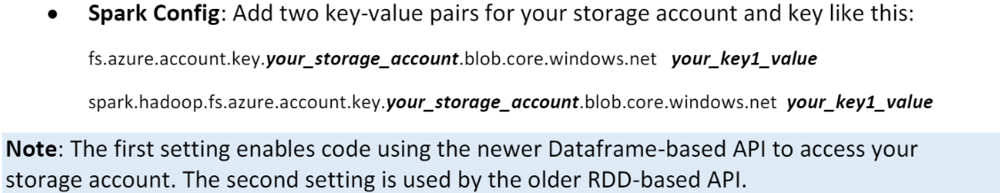 • Spark Config: Add two key-value pairs for your storage account and key like this:
fs.azure.account.key.your_storage_account.blob.core.windows.net your_key1_value
spark.hadoop.fs.azure.account.key.your_storage_account.blob.core.windows.net your_key1_value
Note: The first setting enables code using the newer Dataframe-based API to access your
storage account. The second setting is used by the older RDD-based API.